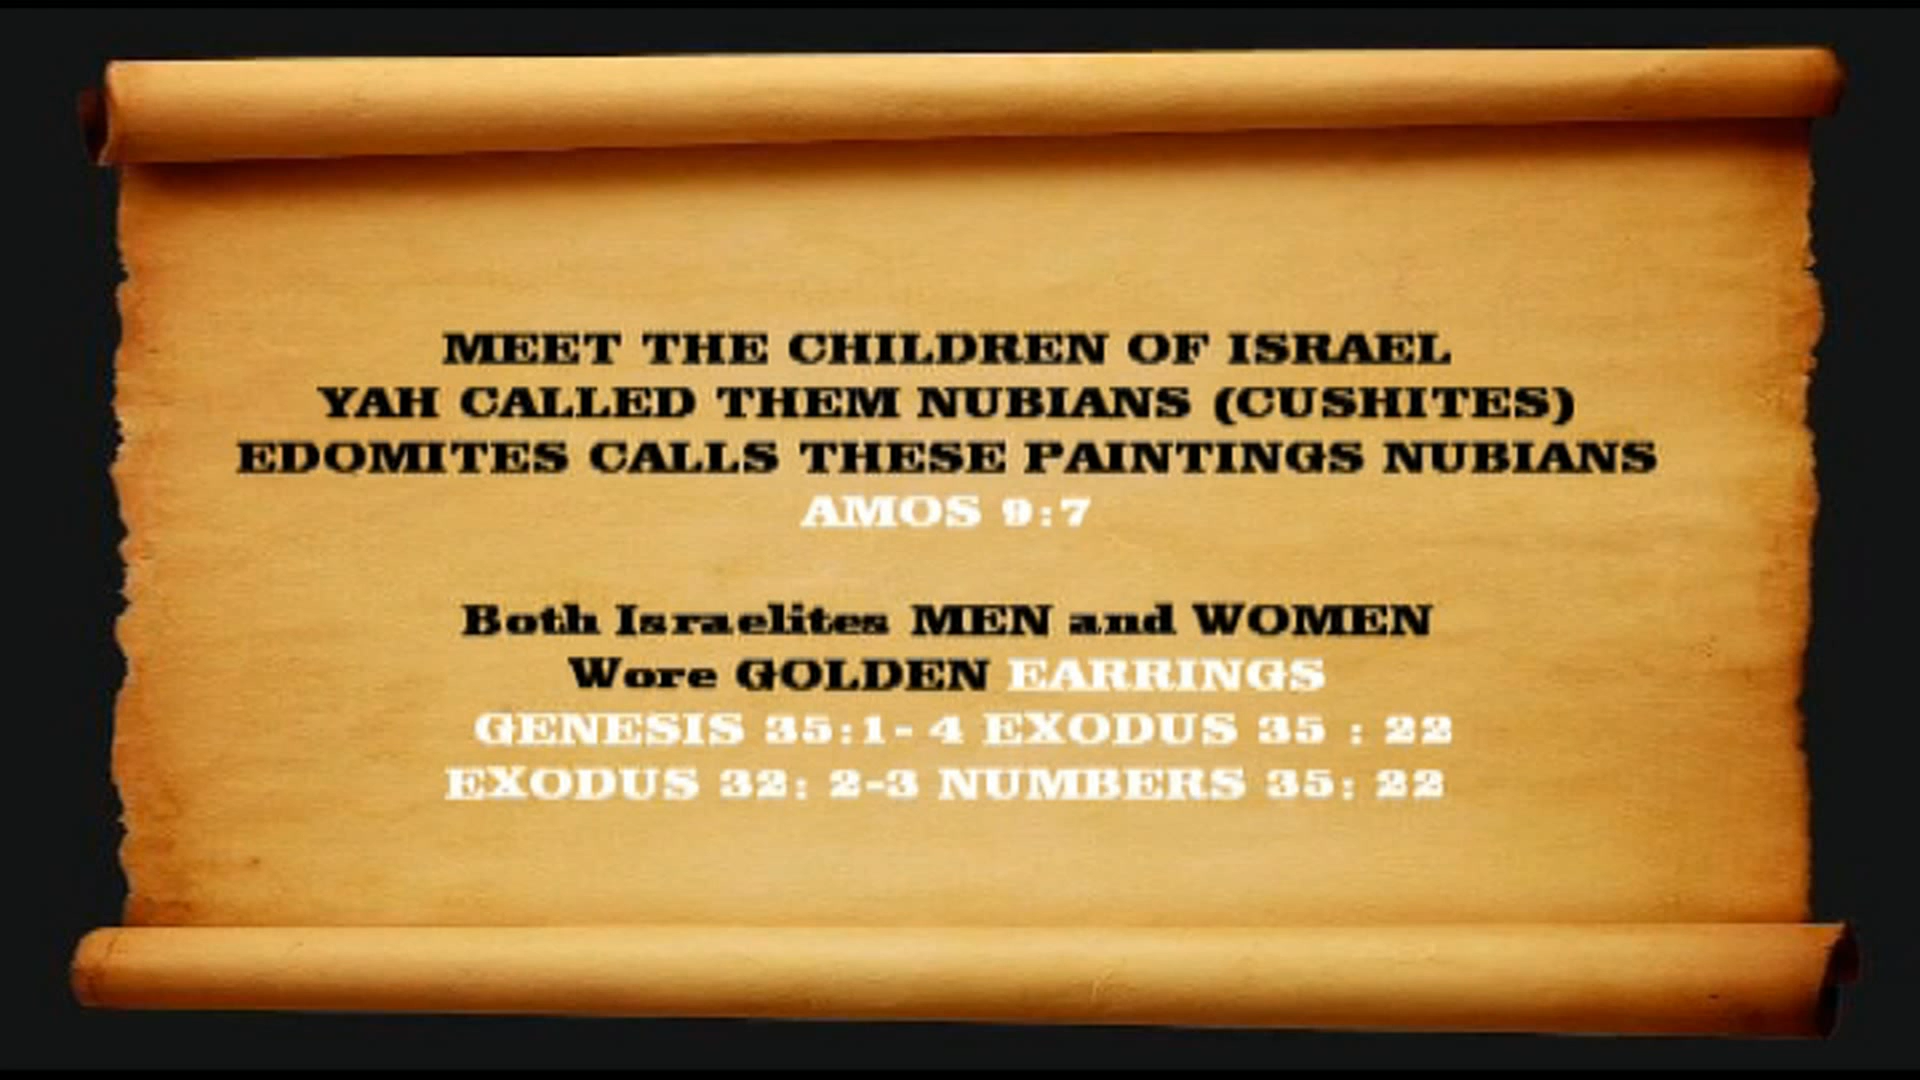 MEET THE CHILDREN OF ISRAEL
YAH CALLED THEM NUBIANS (CUSHITES)
EDOMITES CALLS THESE PAINTINGS NUBIANS
AMOS 9:7
Both Israelites MEN and WOMEN
Wore GOLDEN EARRINGS
GENESIS 35:1- 4 EXODUS 35 : 22
EXODUS 32: 2-3 NUMBERS 35: 22